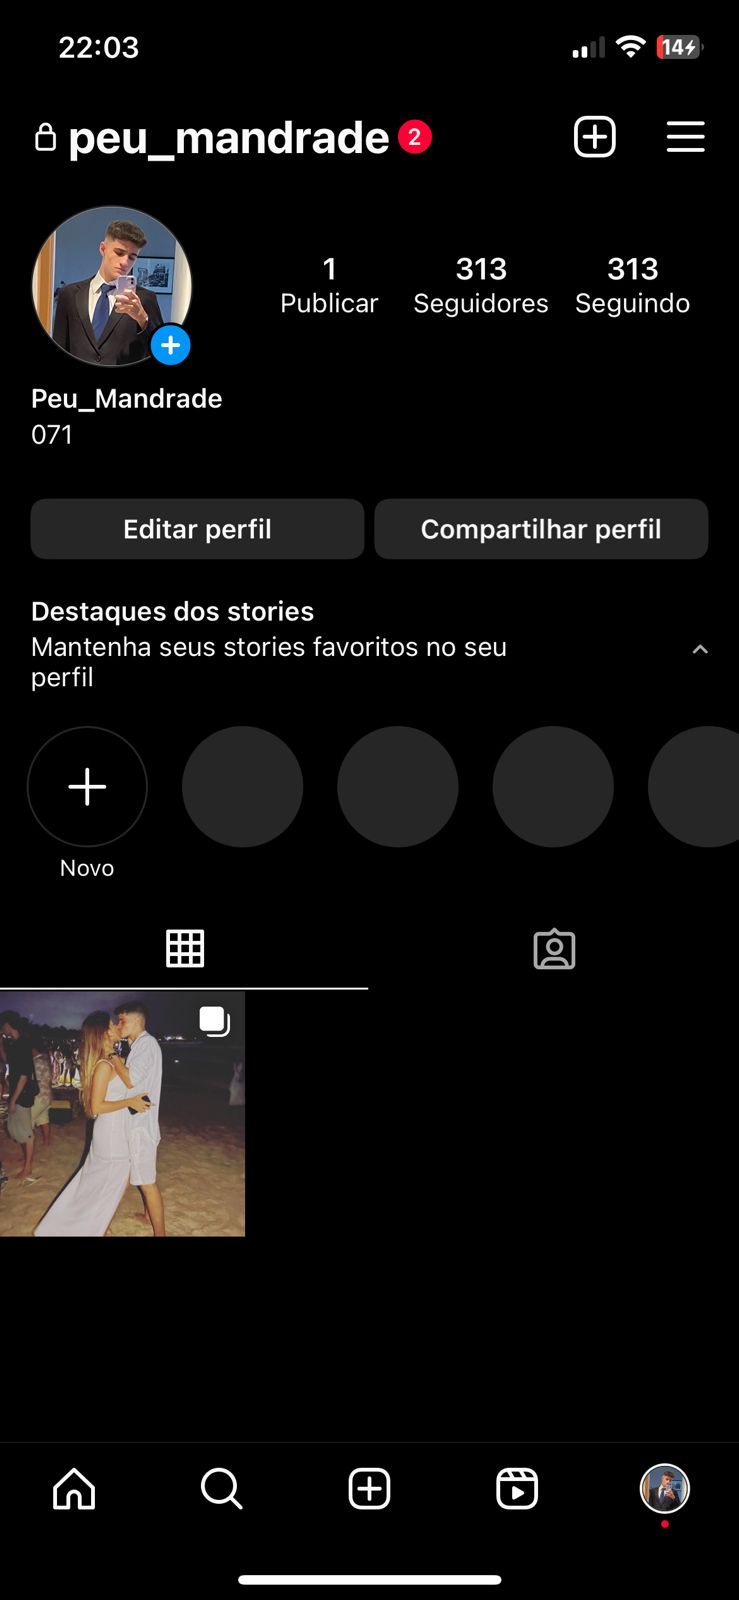 22:03
14
peu_mandrade 2
1 313 313
Publicar Seguidores Seguindo
Peu_Mandrade
071
Editar perfil Compartilhar perfil
Destaques dos stories
Mantenha seus stories favoritos no seu
perfil
Novo